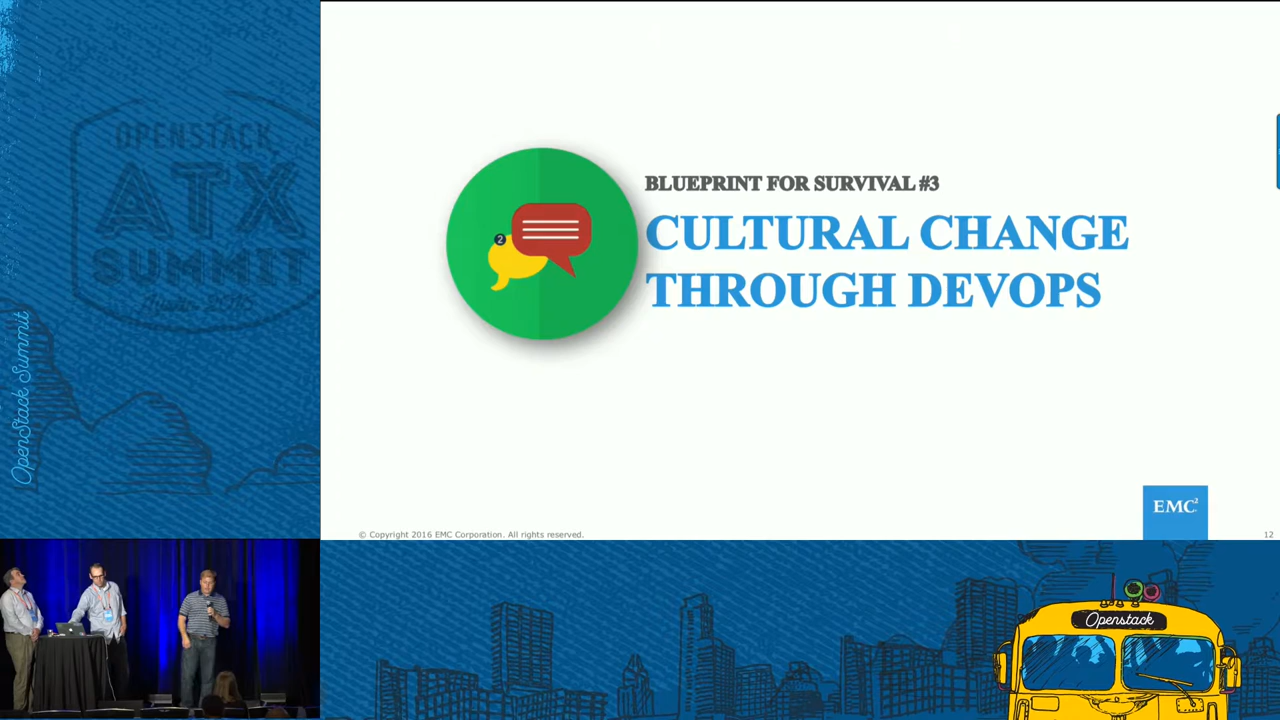 OPENSTACK
ATX
SUMMIT
OpenStack Summit
BLUEPRINT FOR SURVIVAL #3
CULTURAL CHANGE
THROUGH DEVOPS
2
EMC²
© Copyright 2016 EMC Corporation. All rights reserved.
12
Openstack